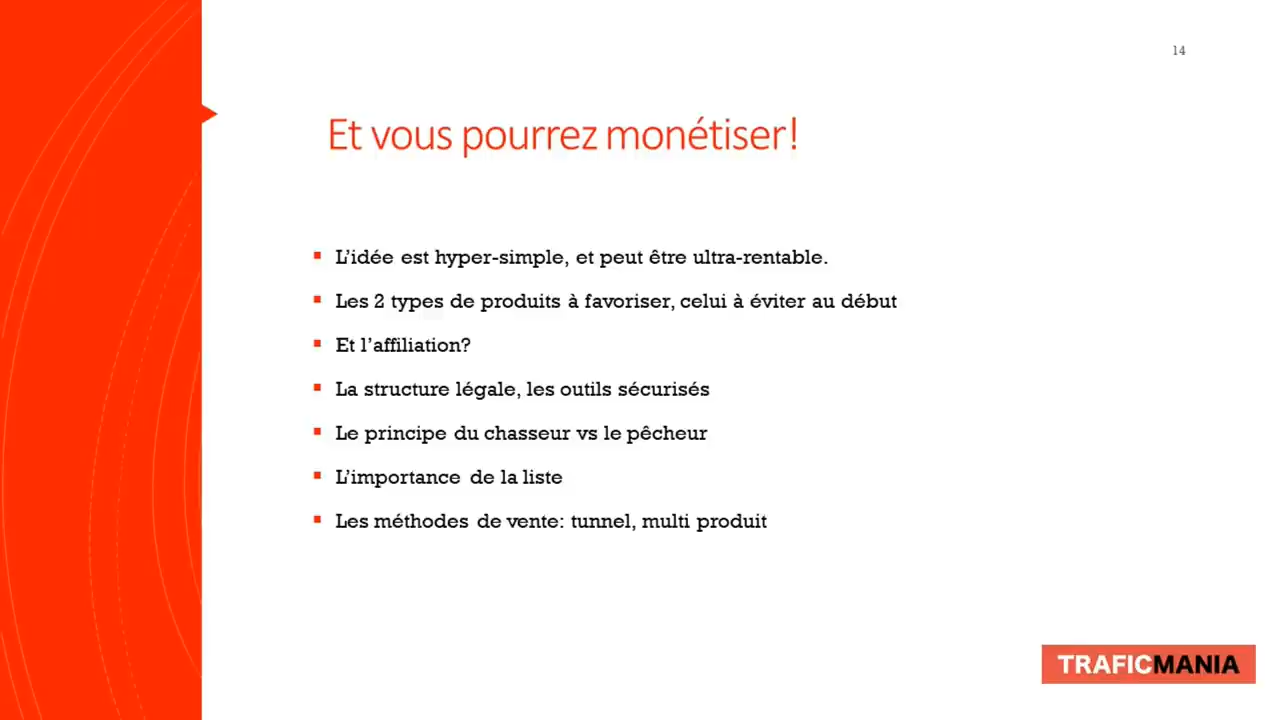 14
Et vous pourrez monétiser!
L’idée est hyper-simple, et peut être ultra-rentable.
Les 2 types de produits à favoriser, celui à éviter au début
Et l’affiliation?
La structure légale, les outils sécurisés
Le principe du chasseur vs le pêcheur
L’importance de la liste
Les méthodes de vente: tunnel, multi produit
TRAFICMANIA